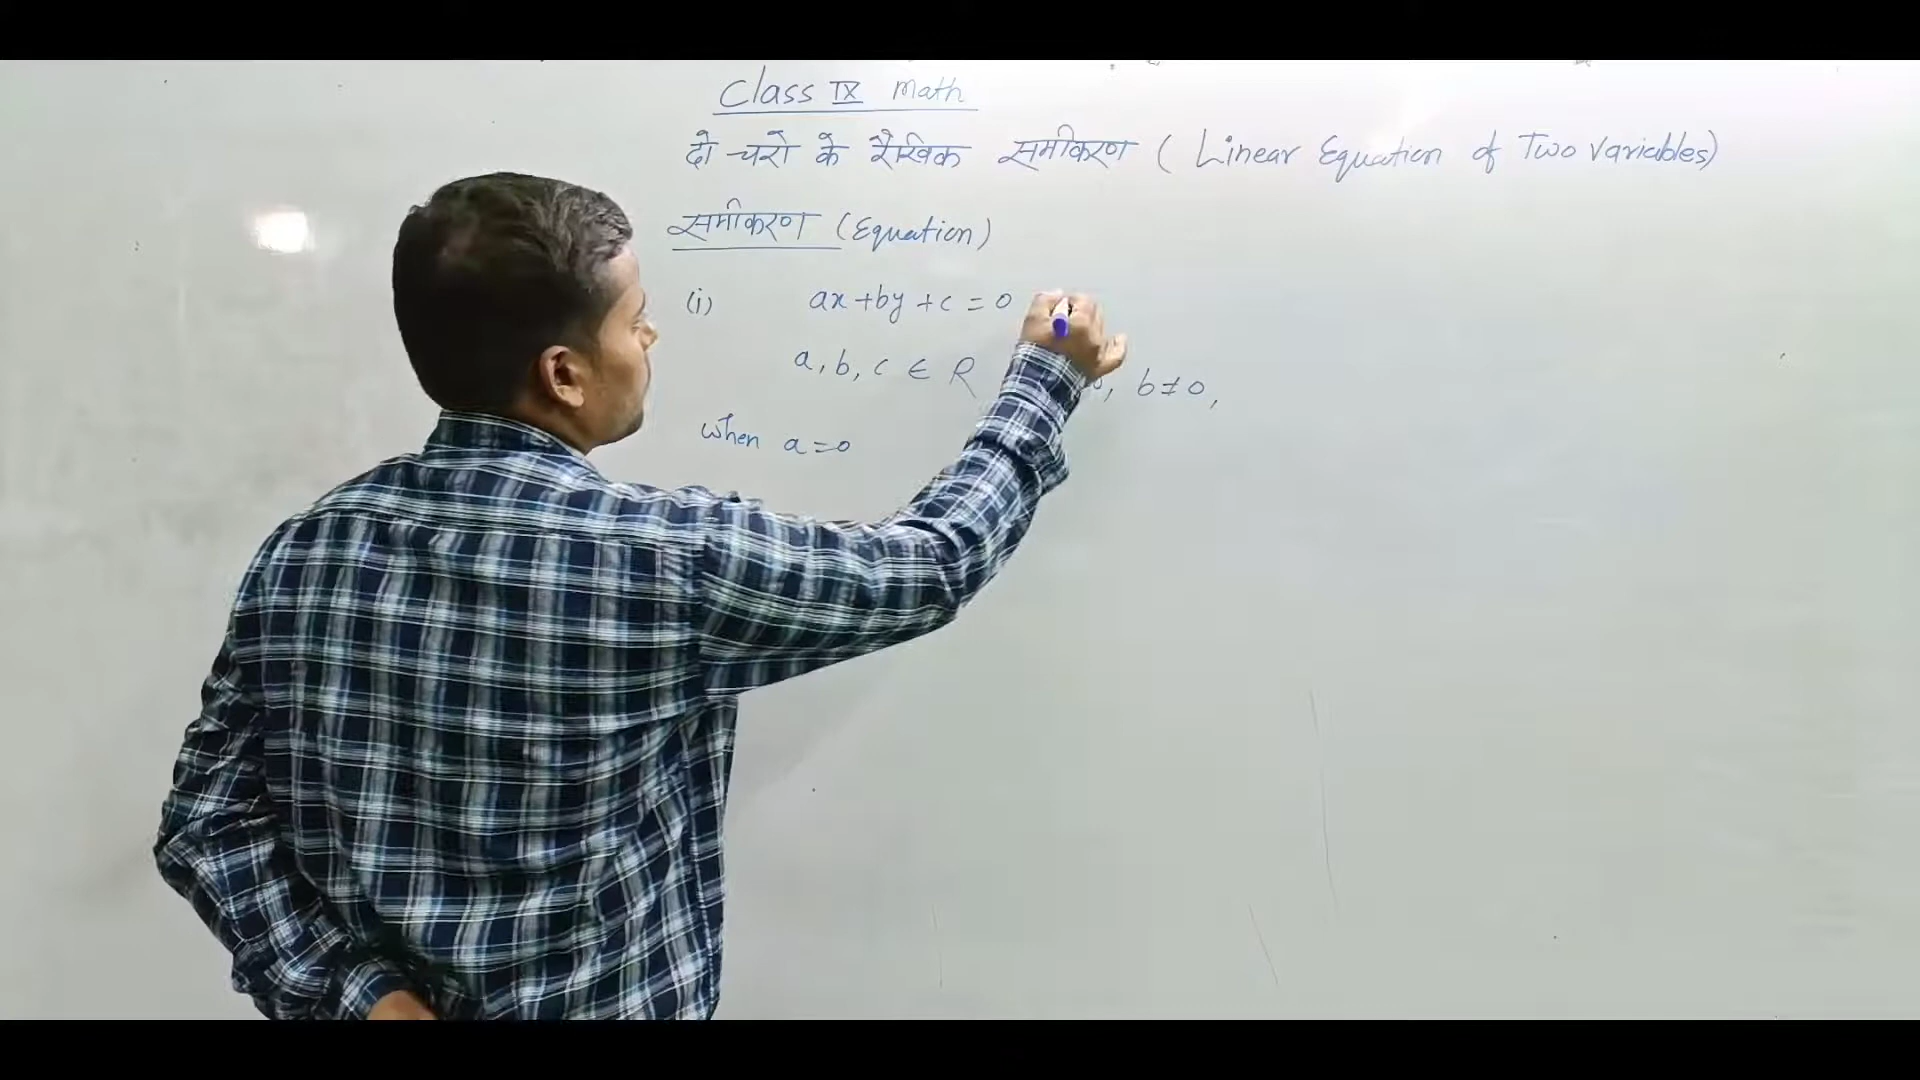 Class IX Math
दो चरो के रैखिक समीकरण ( Linear Equation of Two Variables)
समीकरण (Equation)
(i) ax + by + c = 0
a, b, c ∈ R 0, b ≠ 0,
when a = 0